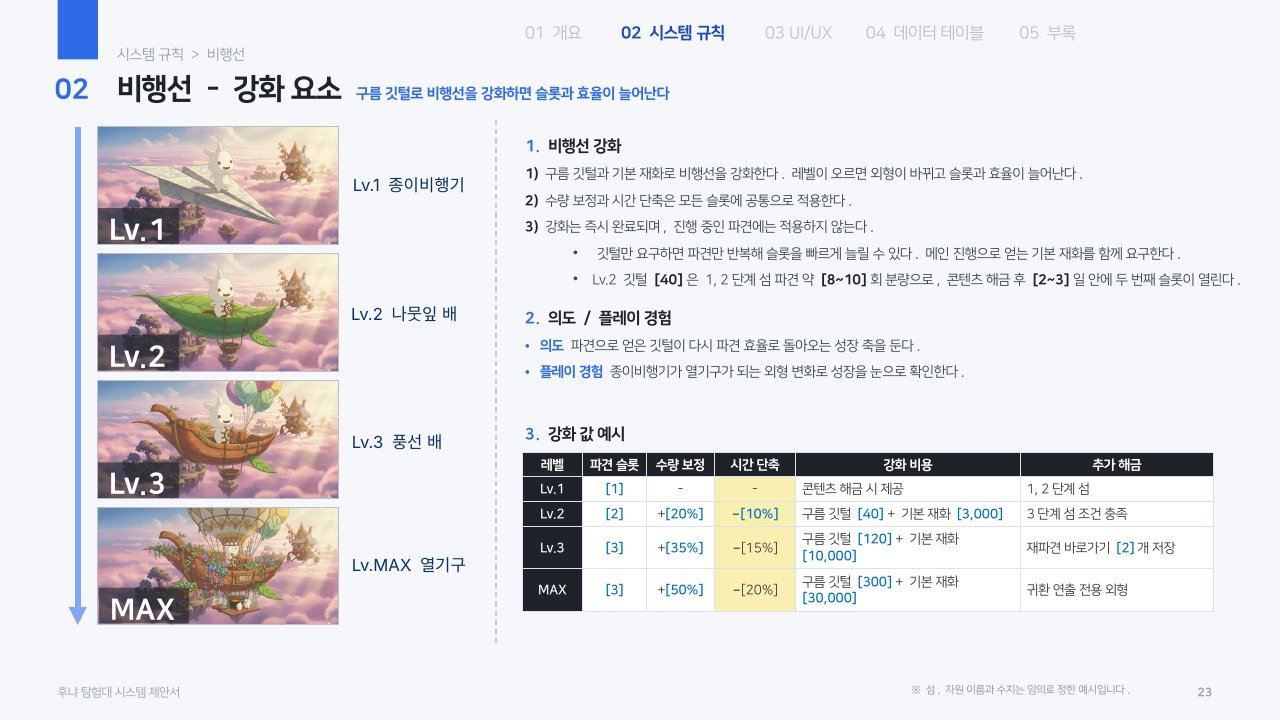 01 개요
02 시스템 규칙
03 UI/UX
04 데이터 테이블
05 부록
시스템 규칙 > 비행선
02 비행선 - 강화 요소 구름 깃털로 비행선을 강화하면 슬롯과 효율이 늘어난다
Lv.1
Lv.1 종이비행기
Lv.2
Lv.2 나뭇잎 배
Lv.3
Lv.3 풍선 배
MAX
Lv.MAX 열기구
1. 비행선 강화
1) 구름 깃털과 기본 재화로 비행선을 강화한다. 레벨이 오르면 외형이 바뀌고 슬롯과 효율이 늘어난다.
2) 수량 보정과 시간 단축은 모든 슬롯에 공통으로 적용한다.
3) 강화는 즉시 완료되며, 진행 중인 파견에는 적용하지 않는다.
• 깃털만 요구하면 파견만 반복해 슬롯을 빠르게 늘릴 수 있다. 메인 진행으로 얻는 기본 재화를 함께 요구한다.
• Lv.2 깃털 [40]은 1, 2단계 섬 파견 약 [8~10]회 분량으로, 콘텐츠 해금 후 [2~3]일 안에 두 번째 슬롯이 열린다.
2. 의도 / 플레이 경험
• 의도 파견으로 얻은 깃털이 다시 파견 효율로 돌아오는 성장 축을 둔다.
• 플레이 경험 종이비행기가 열기구가 되는 외형 변화로 성장을 눈으로 확인한다.
3. 강화 값 예시
레벨 파견 슬롯 수량 보정 시간 단축 강화 비용 추가 해금
Lv.1 [1] - - 콘텐츠 해금 시 제공 1, 2단계 섬
Lv.2 [2] +[20%] −[10%] 구름 깃털 [40] + 기본 재화 [3,000] 3단계 섬 조건 충족
Lv.3 [3] +[35%] −[15%] 구름 깃털 [120] + 기본 재화
[10,000] 재파견 바로가기 [2]개 저장
MAX [3] +[50%] −[20%] 구름 깃털 [300] + 기본 재화
[30,000] 귀환 연출 전용 외형
후냐 탐험대 시스템 제안서
※ 섬, 자원 이름과 수치는 임의로 정한 예시입니다.
23